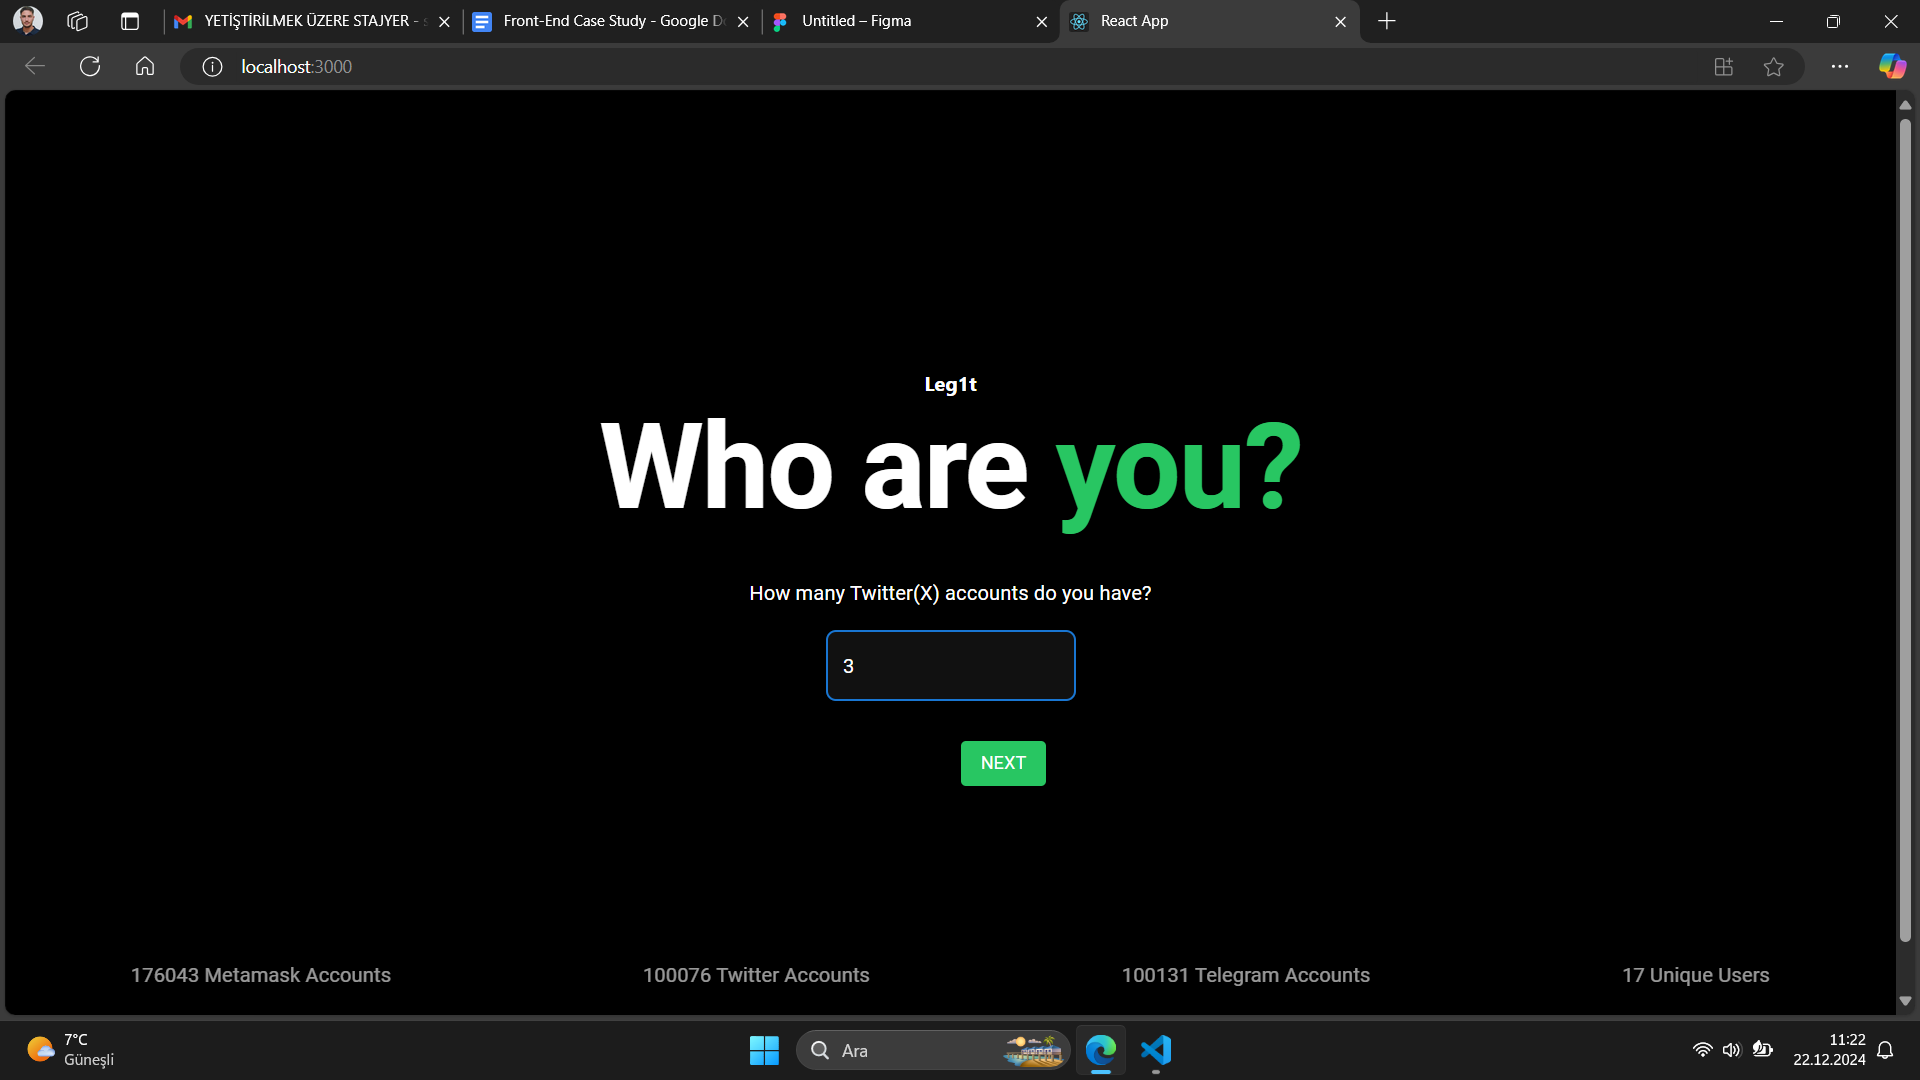 YETİŞTİRİLMEK ÜZERE STAJYER -
Front-End Case Study - Google
Untitled – Figma
React App
localhost:3000
Leg1t
Who are you?
How many Twitter(X) accounts do you have?
3
NEXT
176043 Metamask Accounts
100076 Twitter Accounts
100131 Telegram Accounts
17 Unique Users
7°C
Güneşli
Ara
11:22
22.12.2024